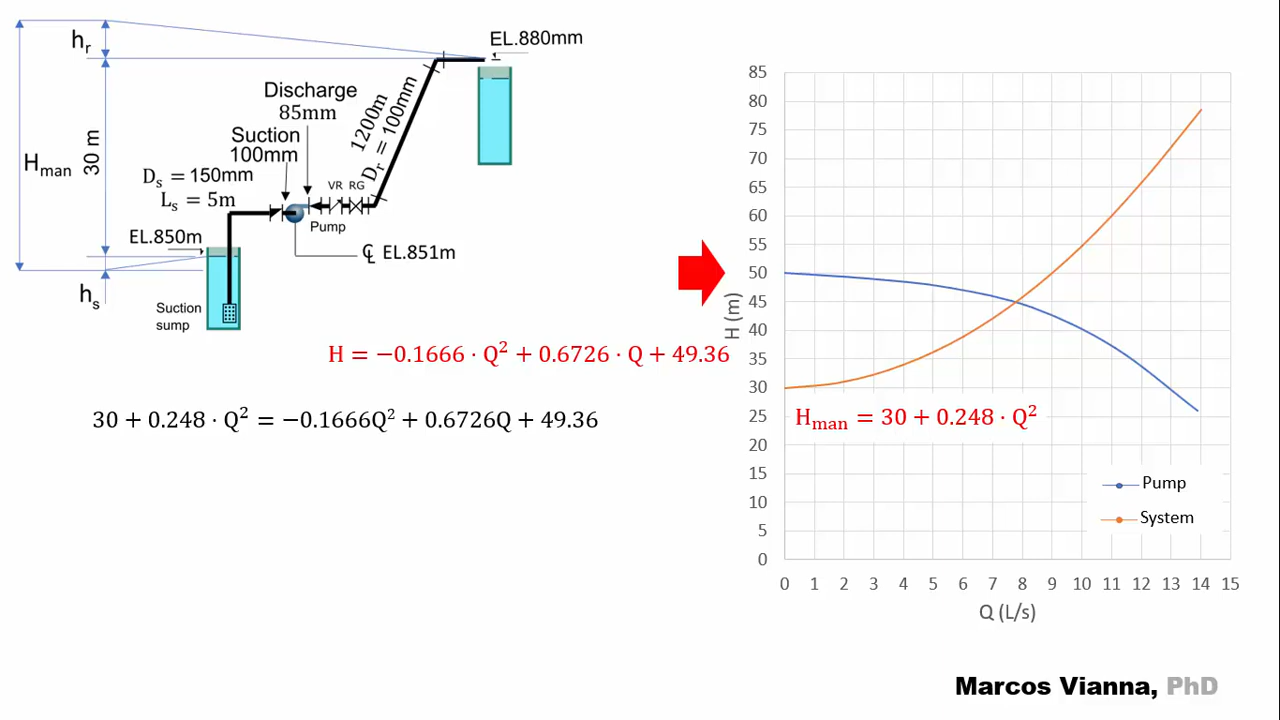 hr
EL.880mm
Discharge
85mm
Suction
100mm
1200m
Dr = 100mm
Hman
30 m
Ds = 150mm
Ls = 5m
VR RG
Pump
EL.850m
℄ EL.851m
hs
Suction
sump
H = −0.1666 · Q² + 0.6726 · Q + 49.36
30 + 0.248 · Q² = −0.1666Q² + 0.6726Q + 49.36
85
80
75
70
65
60
55
50
45
40
35
30
25
20
15
10
5
0
H (m)
Hman = 30 + 0.248 · Q²
Pump
System
0 1 2 3 4 5 6 7 8 9 10 11 12 13 14 15
Q (L/s)
Marcos Vianna, PhD